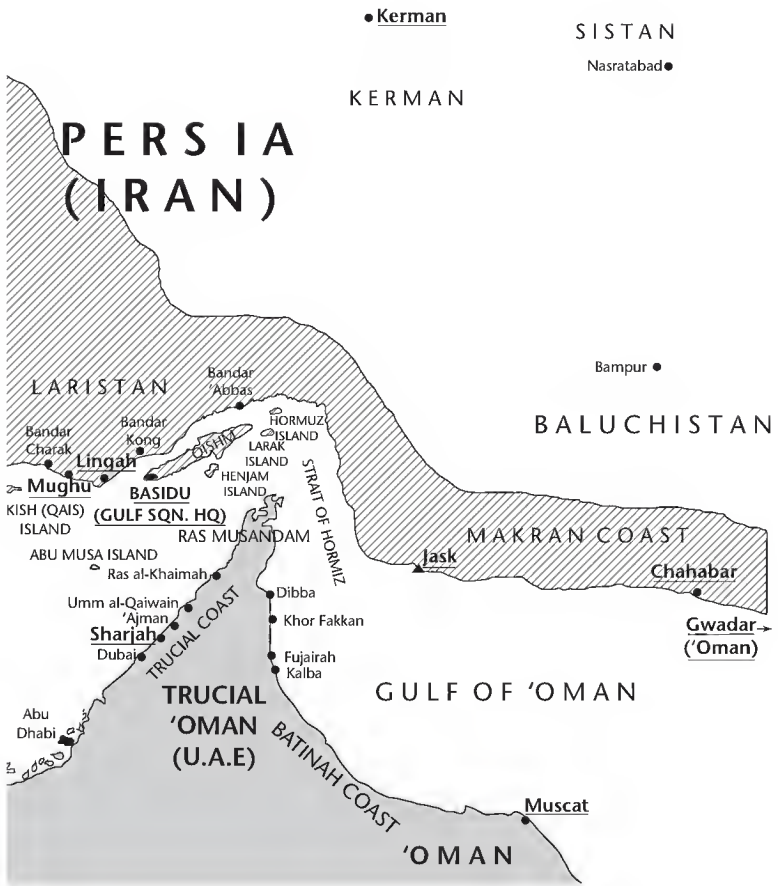 Kerman
SISTAN
Nasratabad
KERMAN
PERSIA
(IRAN)
Bampur
Bandar
'Abbas
LARISTAN
BALUCHISTAN
Bandar
Kong
HORMUZ
ISLAND
Bandar
Charak
QISHM
LARAK
ISLAND
Lingah
Mughu
HENJAM
ISLAND
BASIDU
(GULF SQN. HQ)
KISH (QAIS)
ISLAND
STRAIT OF HORMIZ
RAS MUSANDAM
MAKRAN COAST
ABU MUSA ISLAND
Jask
Ras al-Khaimah
Chahabar
Dibba
Umm al-Qaiwain
'Ajman
Khor Fakkan
Sharjah
TRUCIAL COAST
Gwadar
('Oman)
Dubai
Fujairah
Kalba
TRUCIAL
'OMAN
(U.A.E)
GULF OF 'OMAN
Abu
Dhabi
BATINAH COAST
Muscat
'OMAN